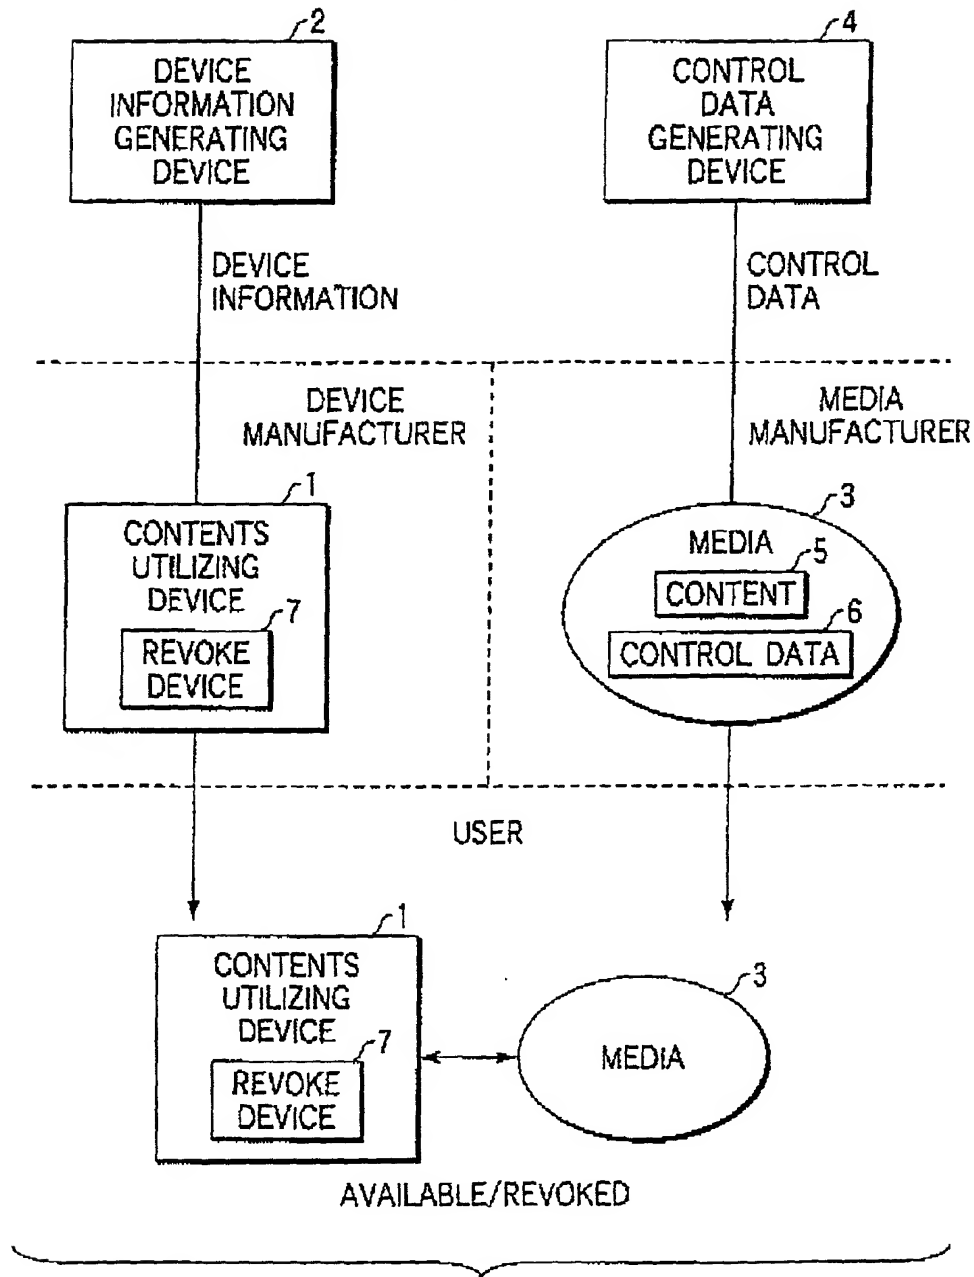 2
DEVICE
INFORMATION
GENERATING
DEVICE
4
CONTROL
DATA
GENERATING
DEVICE
DEVICE
INFORMATION
CONTROL
DATA
DEVICE
MANUFACTURER
MEDIA
MANUFACTURER
1
CONTENTS
UTILIZING
DEVICE
7
REVOKE
DEVICE
3
MEDIA
5
CONTENT
6
CONTROL DATA
USER
1
CONTENTS
UTILIZING
DEVICE
7
REVOKE
DEVICE
3
MEDIA
AVAILABLE/REVOKED